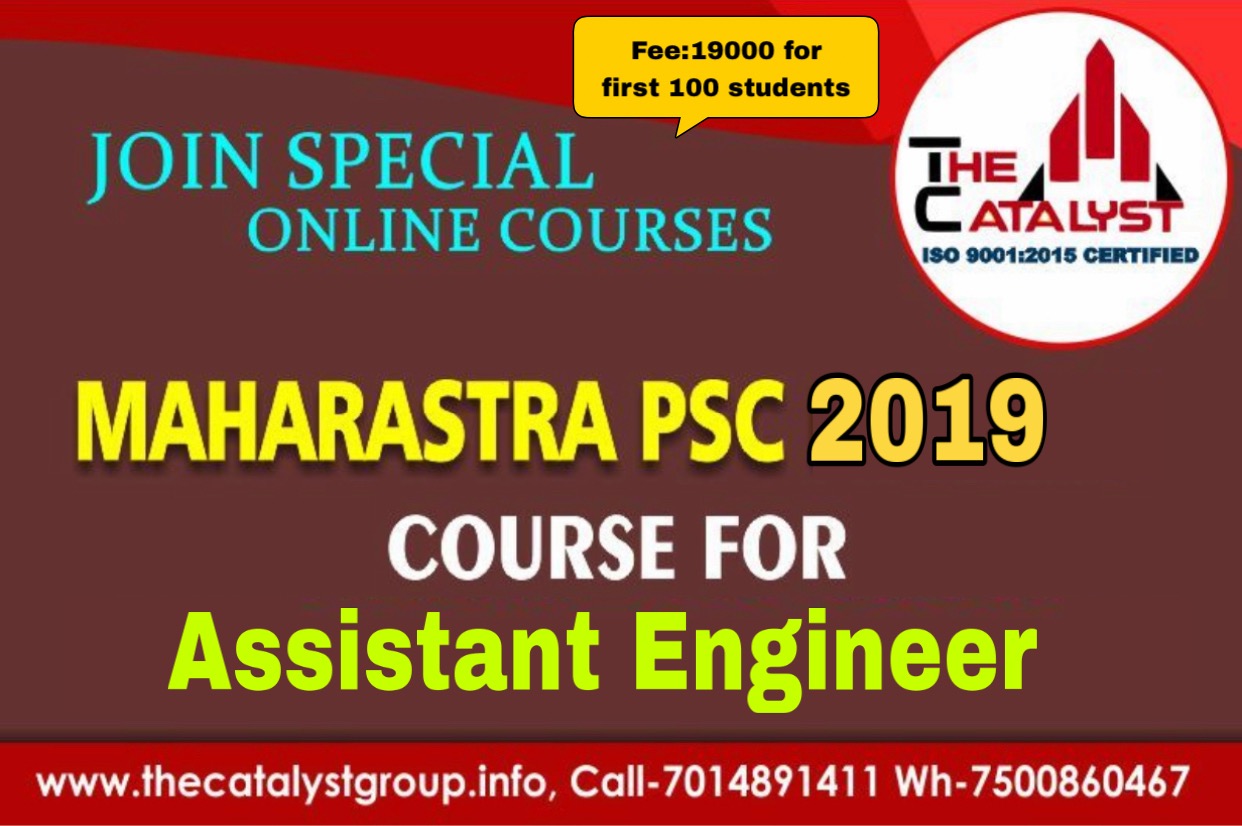 Fee:19000 for
first 100 students
JOIN SPECIAL
ONLINE COURSES
THE
CATALYST
ISO 9001:2015 CERTIFIED
MAHARASTRA PSC 2019
COURSE FOR
Assistant Engineer
www.thecatalystgroup.info, Call-7014891411 Wh-7500860467